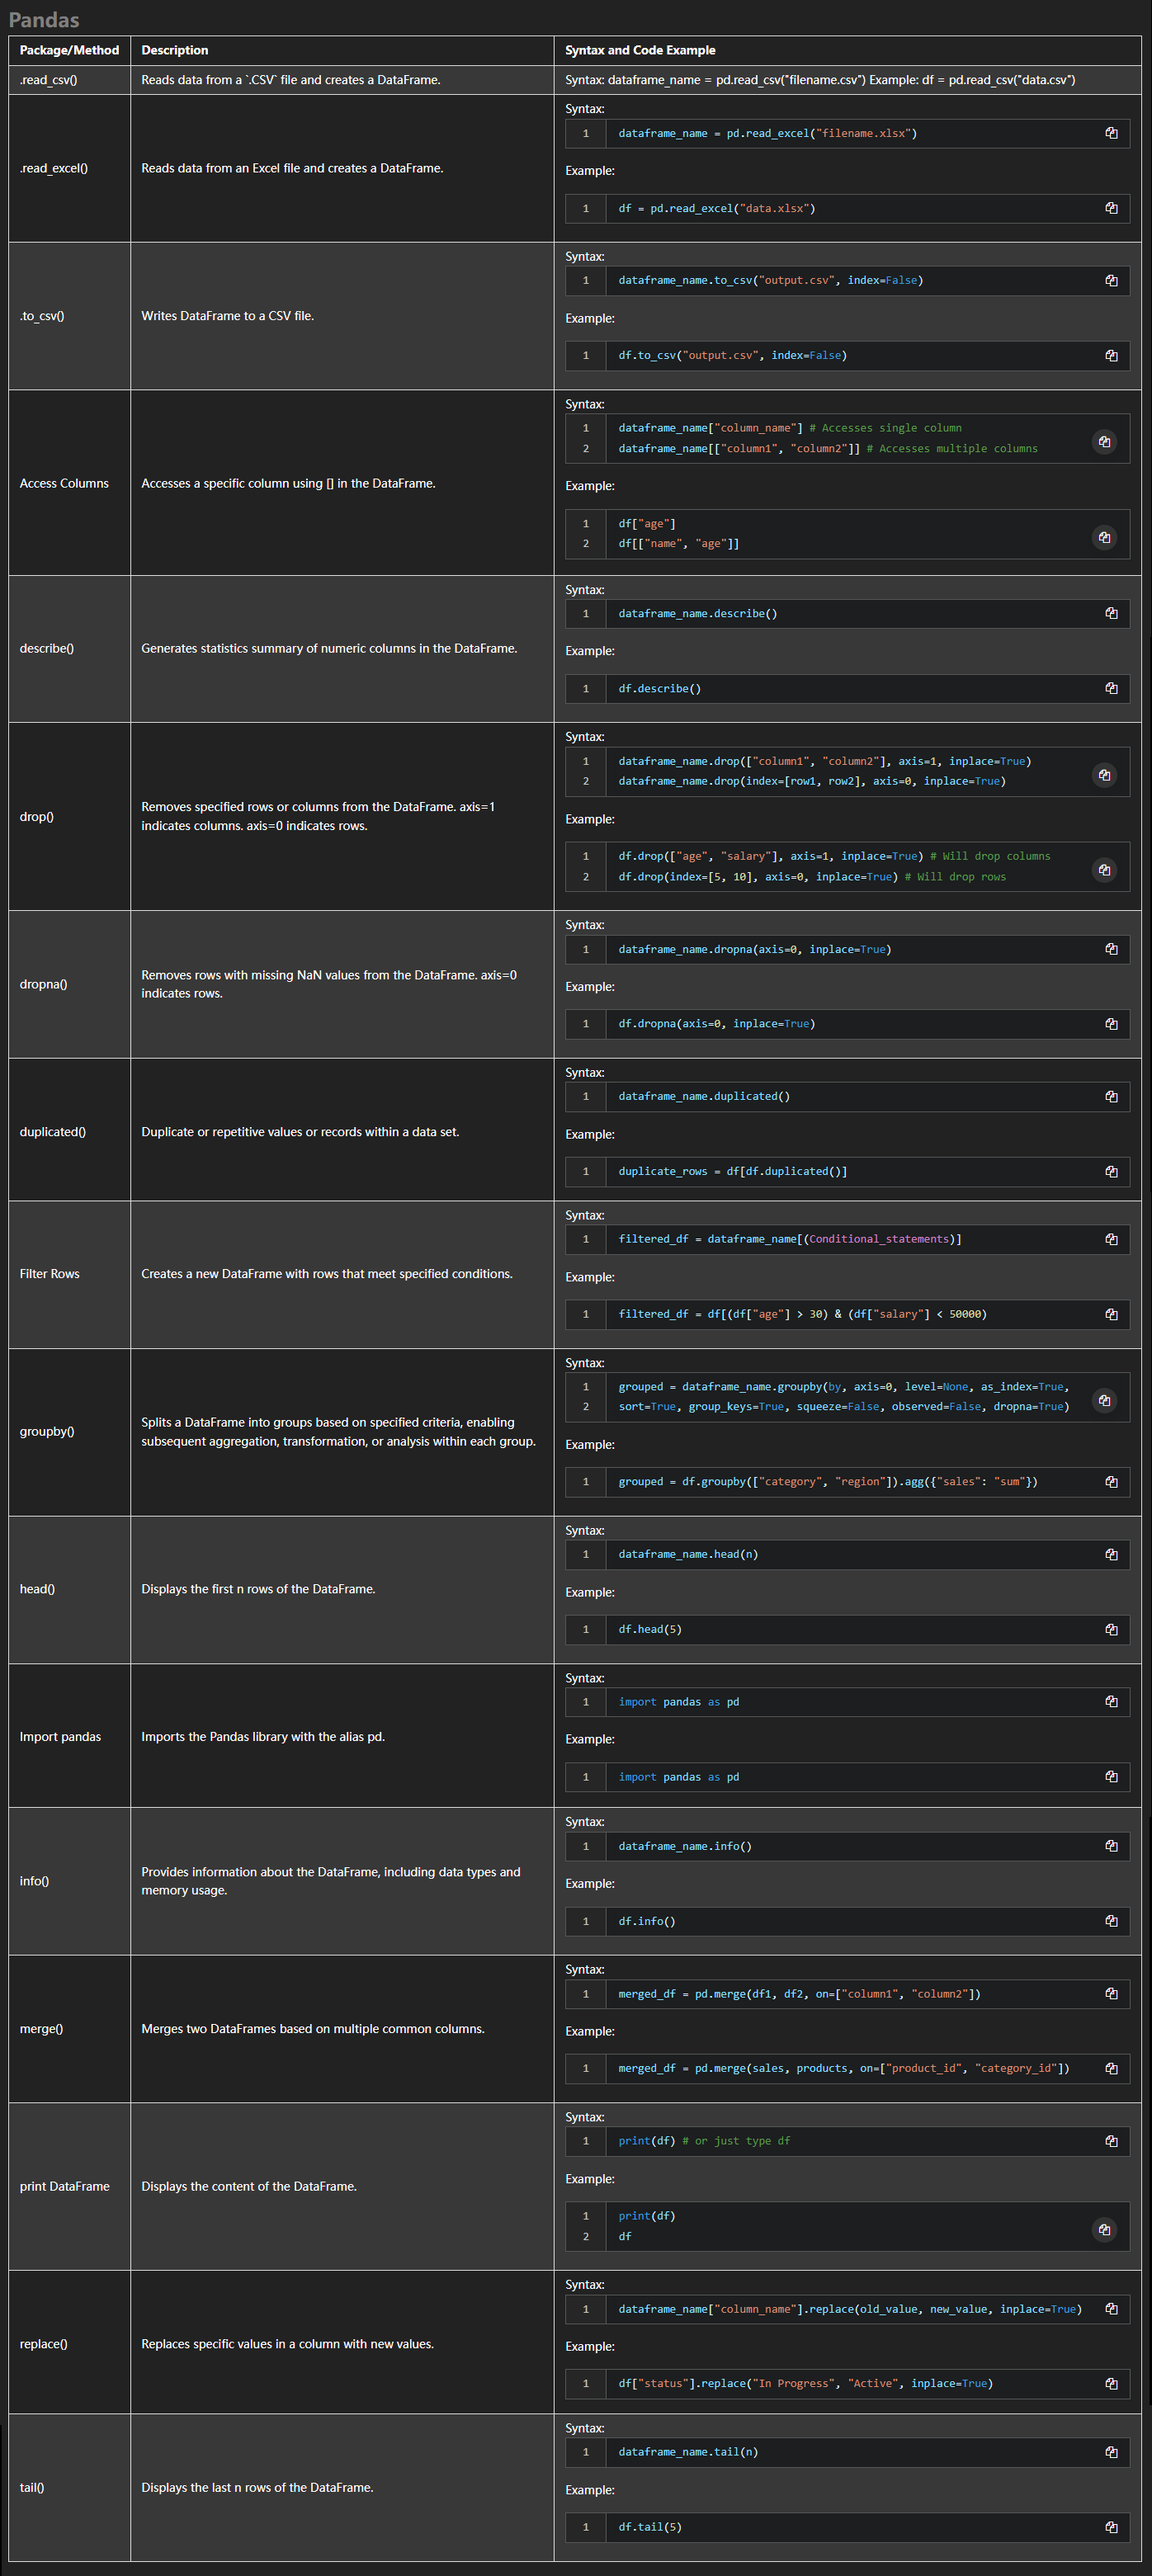 Pandas
Package/Method Description Syntax and Code Example
.read_csv() Reads data from a `.CSV` file and creates a DataFrame. Syntax: dataframe_name = pd.read_csv("filename.csv") Example: df = pd.read_csv("data.csv")
.read_excel()
Reads data from an Excel file and creates a DataFrame.
Syntax:
1 dataframe_name = pd.read_excel("filename.xlsx")
Example:
1 df = pd.read_excel("data.xlsx")
.to_csv()
Writes DataFrame to a CSV file.
Syntax:
1 dataframe_name.to_csv("output.csv", index=False)
Example:
1 df.to_csv("output.csv", index=False)
Access Columns
Accesses a specific column using [] in the DataFrame.
Syntax:
1 dataframe_name["column_name"] # Accesses single column
2 dataframe_name[["column1", "column2"]] # Accesses multiple columns
Example:
1 df["age"]
2 df[["name", "age"]]
describe()
Generates statistics summary of numeric columns in the DataFrame.
Syntax:
1 dataframe_name.describe()
Example:
1 df.describe()
drop()
Removes specified rows or columns from the DataFrame. axis=1
indicates columns. axis=0 indicates rows.
Syntax:
1 dataframe_name.drop(["column1", "column2"], axis=1, inplace=True)
2 dataframe_name.drop(index=[row1, row2], axis=0, inplace=True)
Example:
1 df.drop(["age", "salary"], axis=1, inplace=True) # Will drop columns
2 df.drop(index=[5, 10], axis=0, inplace=True) # Will drop rows
dropna()
Removes rows with missing NaN values from the DataFrame. axis=0
indicates rows.
Syntax:
1 dataframe_name.dropna(axis=0, inplace=True)
Example:
1 df.dropna(axis=0, inplace=True)
duplicated()
Duplicate or repetitive values or records within a data set.
Syntax:
1 dataframe_name.duplicated()
Example:
1 duplicate_rows = df[df.duplicated()]
Filter Rows
Creates a new DataFrame with rows that meet specified conditions.
Syntax:
1 filtered_df = dataframe_name[(Conditional_statements)]
Example:
1 filtered_df = df[(df["age"] > 30) & (df["salary"] < 50000)
groupby()
Splits a DataFrame into groups based on specified criteria, enabling
subsequent aggregation, transformation, or analysis within each group.
Syntax:
1 grouped = dataframe_name.groupby(by, axis=0, level=None, as_index=True,
2 sort=True, group_keys=True, squeeze=False, observed=False, dropna=True)
Example:
1 grouped = df.groupby(["category", "region"]).agg({"sales": "sum"})
head()
Displays the first n rows of the DataFrame.
Syntax:
1 dataframe_name.head(n)
Example:
1 df.head(5)
Import pandas
Imports the Pandas library with the alias pd.
Syntax:
1 import pandas as pd
Example:
1 import pandas as pd
info()
Provides information about the DataFrame, including data types and
memory usage.
Syntax:
1 dataframe_name.info()
Example:
1 df.info()
merge()
Merges two DataFrames based on multiple common columns.
Syntax:
1 merged_df = pd.merge(df1, df2, on=["column1", "column2"])
Example:
1 merged_df = pd.merge(sales, products, on=["product_id", "category_id"])
print DataFrame
Displays the content of the DataFrame.
Syntax:
1 print(df) # or just type df
Example:
1 print(df)
2 df
replace()
Replaces specific values in a column with new values.
Syntax:
1 dataframe_name["column_name"].replace(old_value, new_value, inplace=True)
Example:
1 df["status"].replace("In Progress", "Active", inplace=True)
tail()
Displays the last n rows of the DataFrame.
Syntax:
1 dataframe_name.tail(n)
Example:
1 df.tail(5)